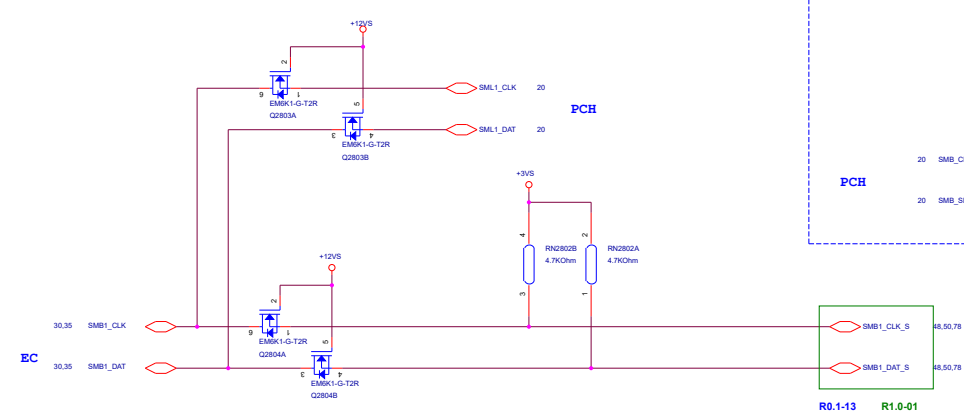 +12VS
2
6
1
EM6K1-G-T2R
Q2803A
SML1_CLK 20
5
3
4
EM6K1-G-T2R
Q2803B
SML1_DAT 20
PCH
+3VS
4
RN2802B
4.7KOhm
3
2
RN2802A
4.7KOhm
1
20 SMB_C
PCH
20 SMB_S
+12VS
2
30,35 SMB1_CLK
6
1
EM6K1-G-T2R
Q2804A
5
SMB1_CLK_S 48,50,78
EC
30,35 SMB1_DAT
3
4
EM6K1-G-T2R
Q2804B
SMB1_DAT_S 48,50,78
R0.1-13 R1.0-01